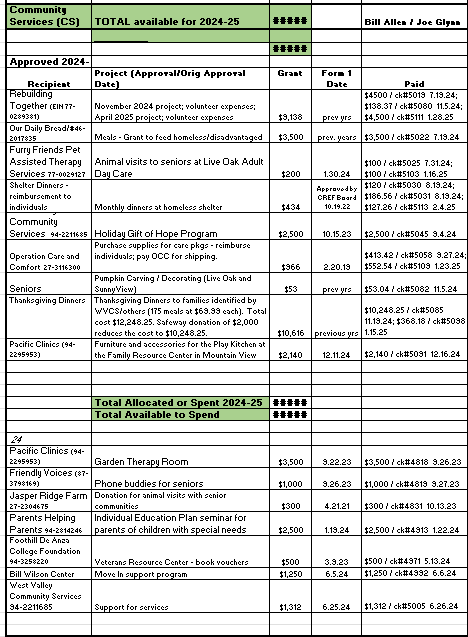 Community
Services (CS) TOTAL available for 2024-25 ##### Bill Allen / Joe Glynn
#####
Approved 2024-
Recipient Project (Approval/Orig Approval Date) Grant Form 1 Date Paid
Rebuilding $4500 / ck#5019 7.19.24;
Together (EIN 77- November 2024 project; volunteer expenses; $138.37 / ck#5080 11.5.24;
0289381) April 2025 project; volunteer expenses $9,138 prev yrs $4,500 / ck#5111 1.28.25
Our Daily Bread/#46-
2017835 Meals - Grant to feed homeless/disadvantaged $3,500 prev. years $3,500 / ck#5022 7.19.24
Furry Friends Pet
Assisted Therapy Animal visits to seniors at Live Oak Adult $100 / ck#5025 7.31.24;
Services 77-0029127 Day Care $200 1.30.24 $100 / ck#5103 1.16.25
Shelter Dinners - Approved by $120 / ck#5030 8.19.24;
reimbursement to CREF Board $186.56 / ck#5031 8.19.24;
individuals Monthly dinners at homeless shelter $434 10.19.22 $127.26 / ck#5113 2.4.25
Community
Services 94-2211685 Holiday Gift of Hope Program $2,500 10.15.23 $2,500 / ck#5045 9.4.24
Purchase supplies for care pkgs - reimburse
Operation Care and individuals; pay OCC for shipping. $413.42 / ck#5058 9.27.24;
Comfort 27-3116300 $966 2.20.19 $552.54 / ck#5109 1.23.25
Pumpkin Carving / Decorating (Live Oak and
Seniors SunnyView) $53 prev yrs $53.04 / ck#5082 11.5.24
Thanksgiving Dinners Thanksgiving Dinners to families identified by
WVCS/others (175 meals at $69.99 each). Total $10,248.25 / ck#5085
cost $12,248.25. Safeway donation of $2,000 11.19.24; $368.18 / ck#5098
reduces the cost to $10,248.25. $10,616 previous yrs 1.15.25
Pacific Clinics (94- Furniture and accessories for the Play Kitchen at
2295953) the Family Resource Center in Mountain View $2,140 12.11.24 $2,140 / ck#5091 12.16.24
Total Allocated or Spent 2024-25 #####
Total Available to Spend #####
24
Pacific Clinics (94-
2295953) Garden Therapy Room $3,500 9.22.23 $3,500 / ck#4818 9.26.23
Friendly Voices (87-
3798169) Phone buddies for seniors $1,000 9.26.23 $1,000 / ck#4819 9.27.23
Jasper Ridge Farm Donation for animal visits with senior
27-2304675 communities $300 4.21.21 $300 / ck#4831 10.13.23
Parents Helping Individual Education Plan seminar for
Parents 94-2814246 parents of children with special needs $2,500 1.19.24 $2,500 / ck#4913 1.22.24
Foothill De Anza
College Foundation
94-3258220 Veterans Resource Center - book vouchers $500 3.9.23 $500 / ck#4971 5.13.24
Bill Wilson Center Move In support program $1,250 6.5.24 $1,250 / ck#4992 6.6.24
West Valley
Community Services
94-2211685 Support for services $1,312 6.25.24 $1,312 / ck#5005 6.26.24